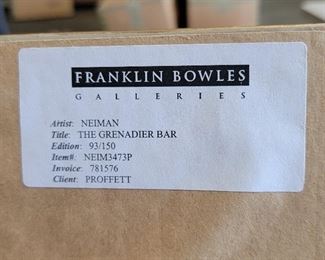 FRANKLIN BOWLES
GALLERIES
Artist: NEIMAN
Title: THE GRENADIER BAR
Edition: 93/150
Item#: NEIM3473P
Invoice: 781576
Client: PROFFETT